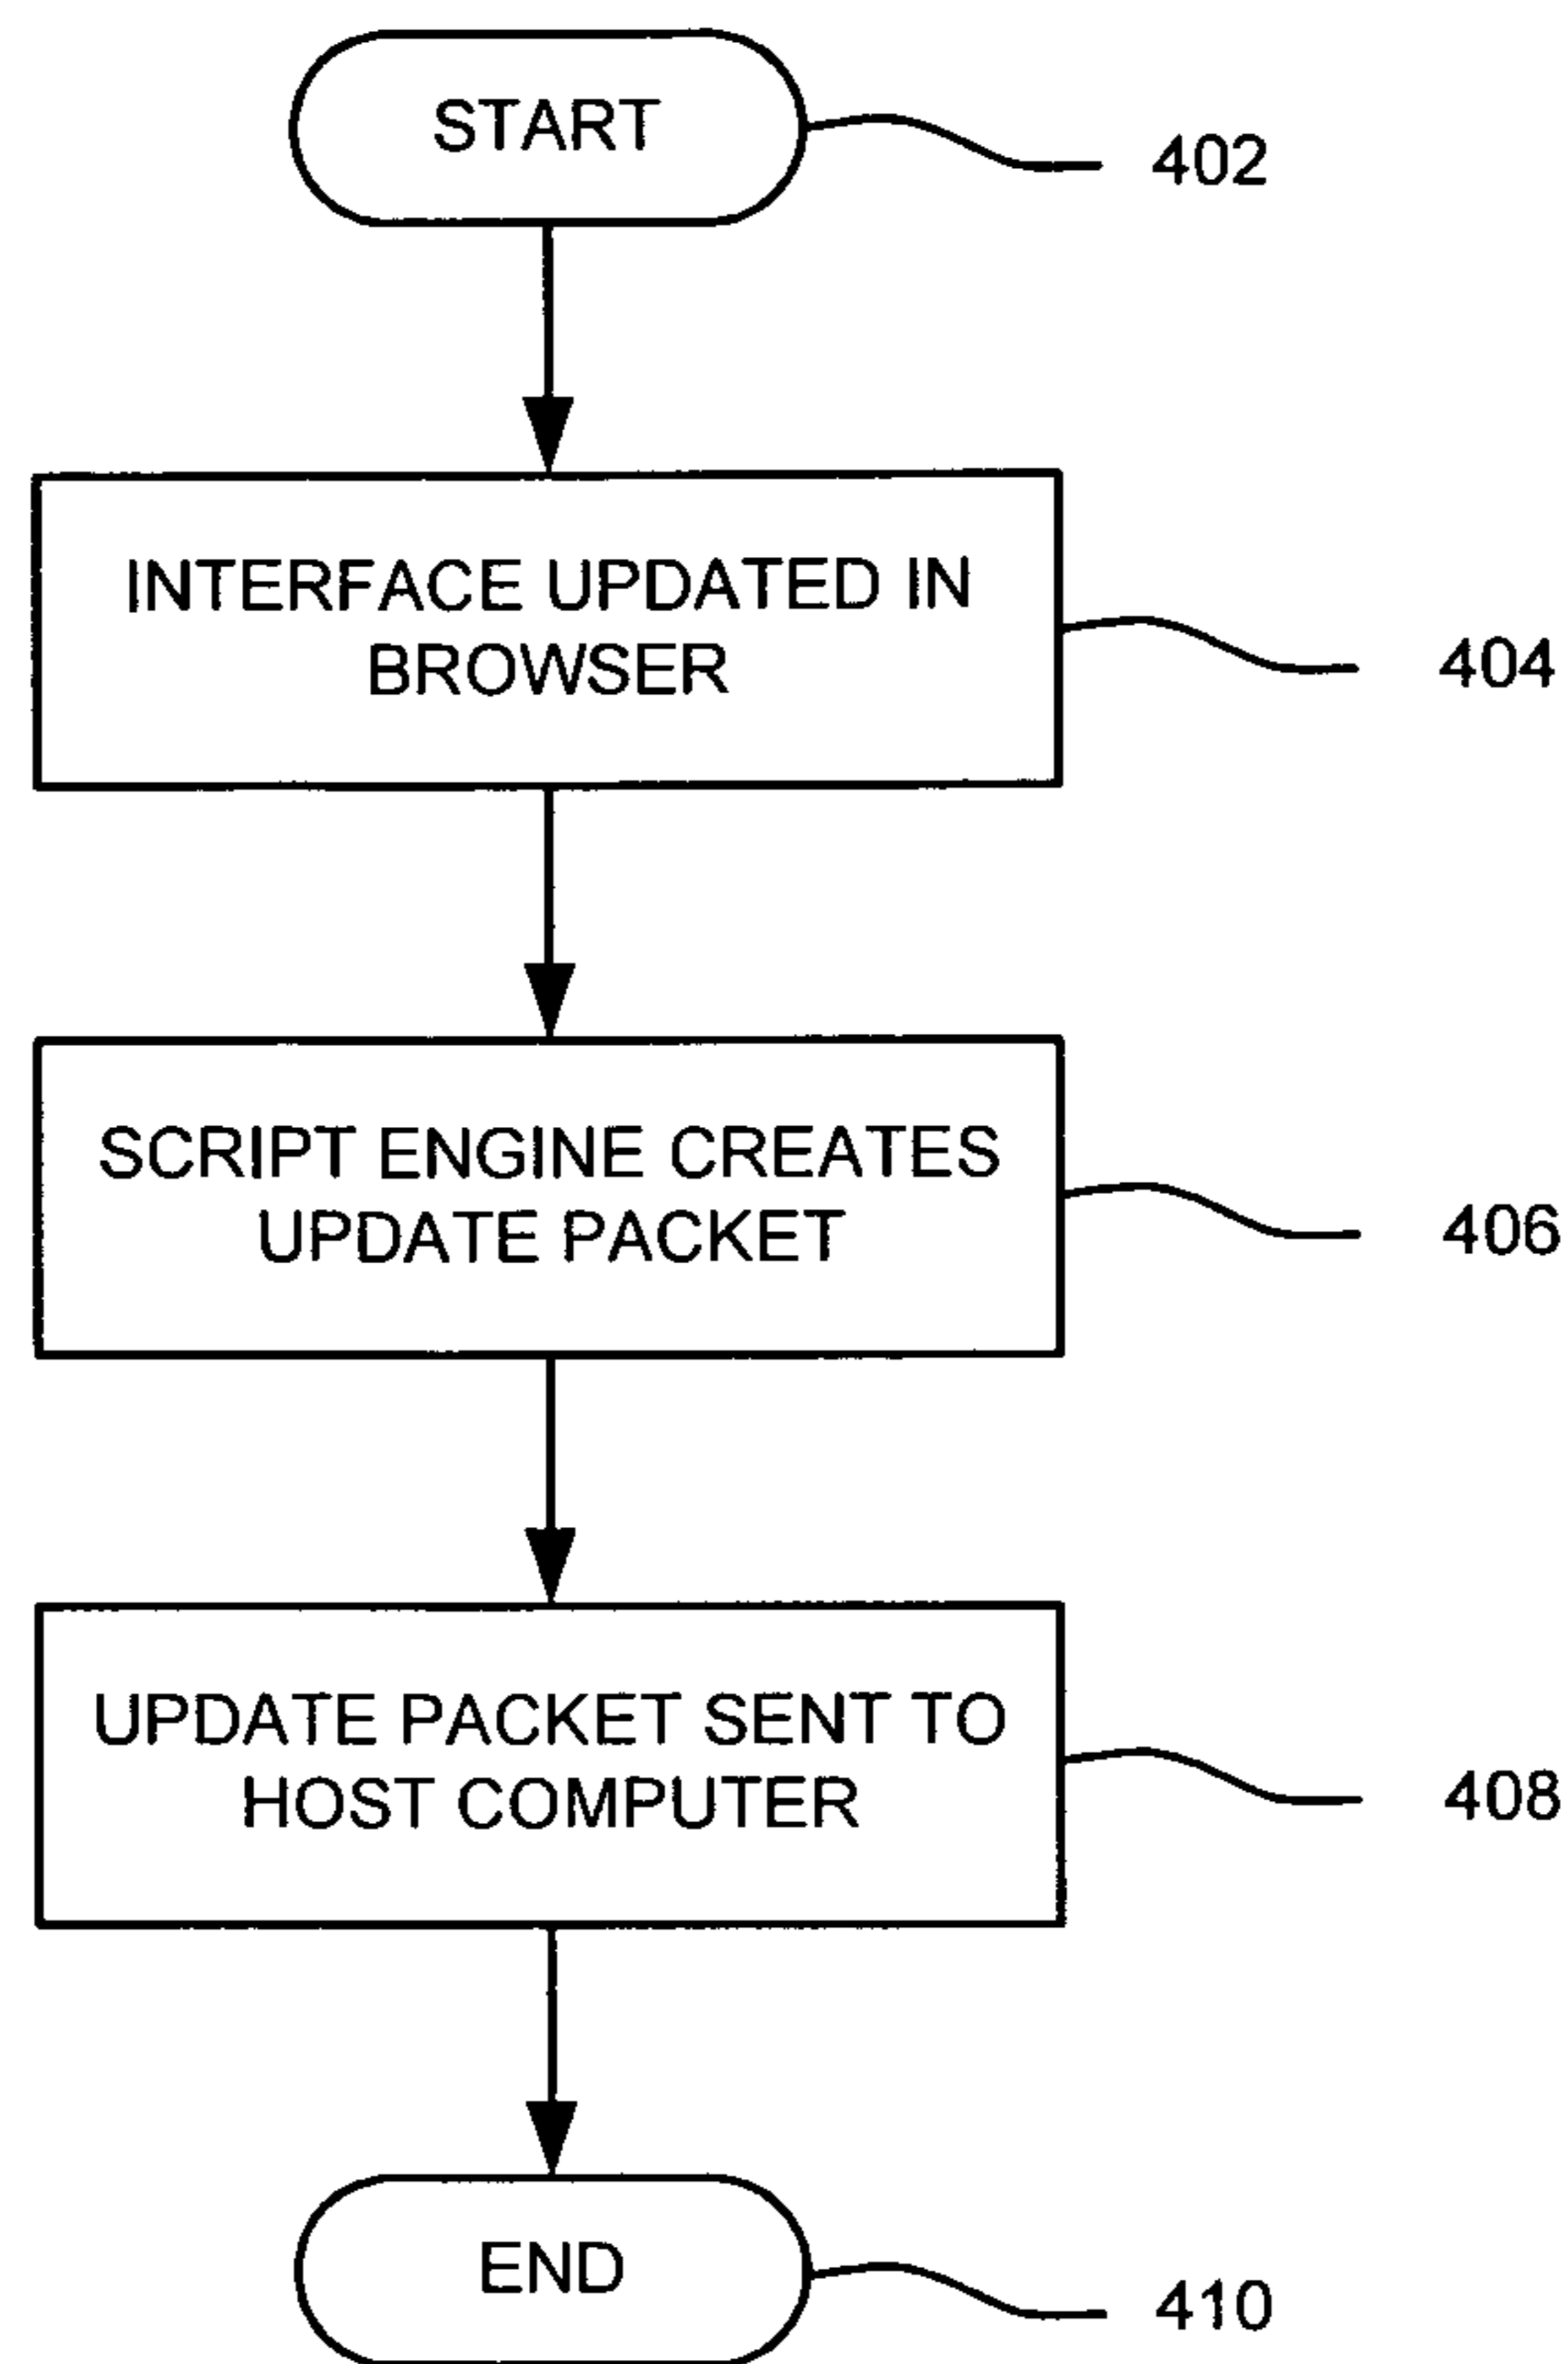 START
402
INTERFACE UPDATED IN
BROWSER
404
SCRIPT ENGINE CREATES
UPDATE PACKET
406
UPDATE PACKET SENT TO
HOST COMPUTER
408
END
410